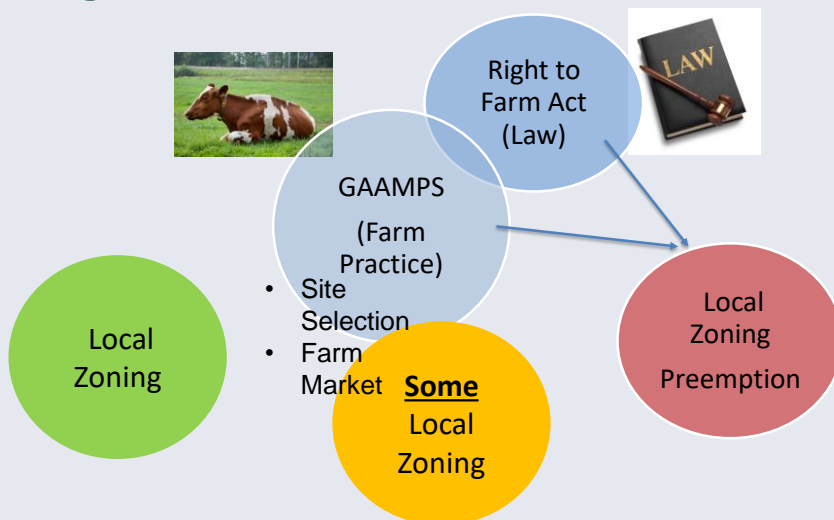 Right to
Farm Act
(Law)
LAW
GAAMPS
(Farm
Practice)
• Site
Selection
• Farm
Market
Local
Zoning
Some
Local
Zoning
Local
Zoning
Preemption